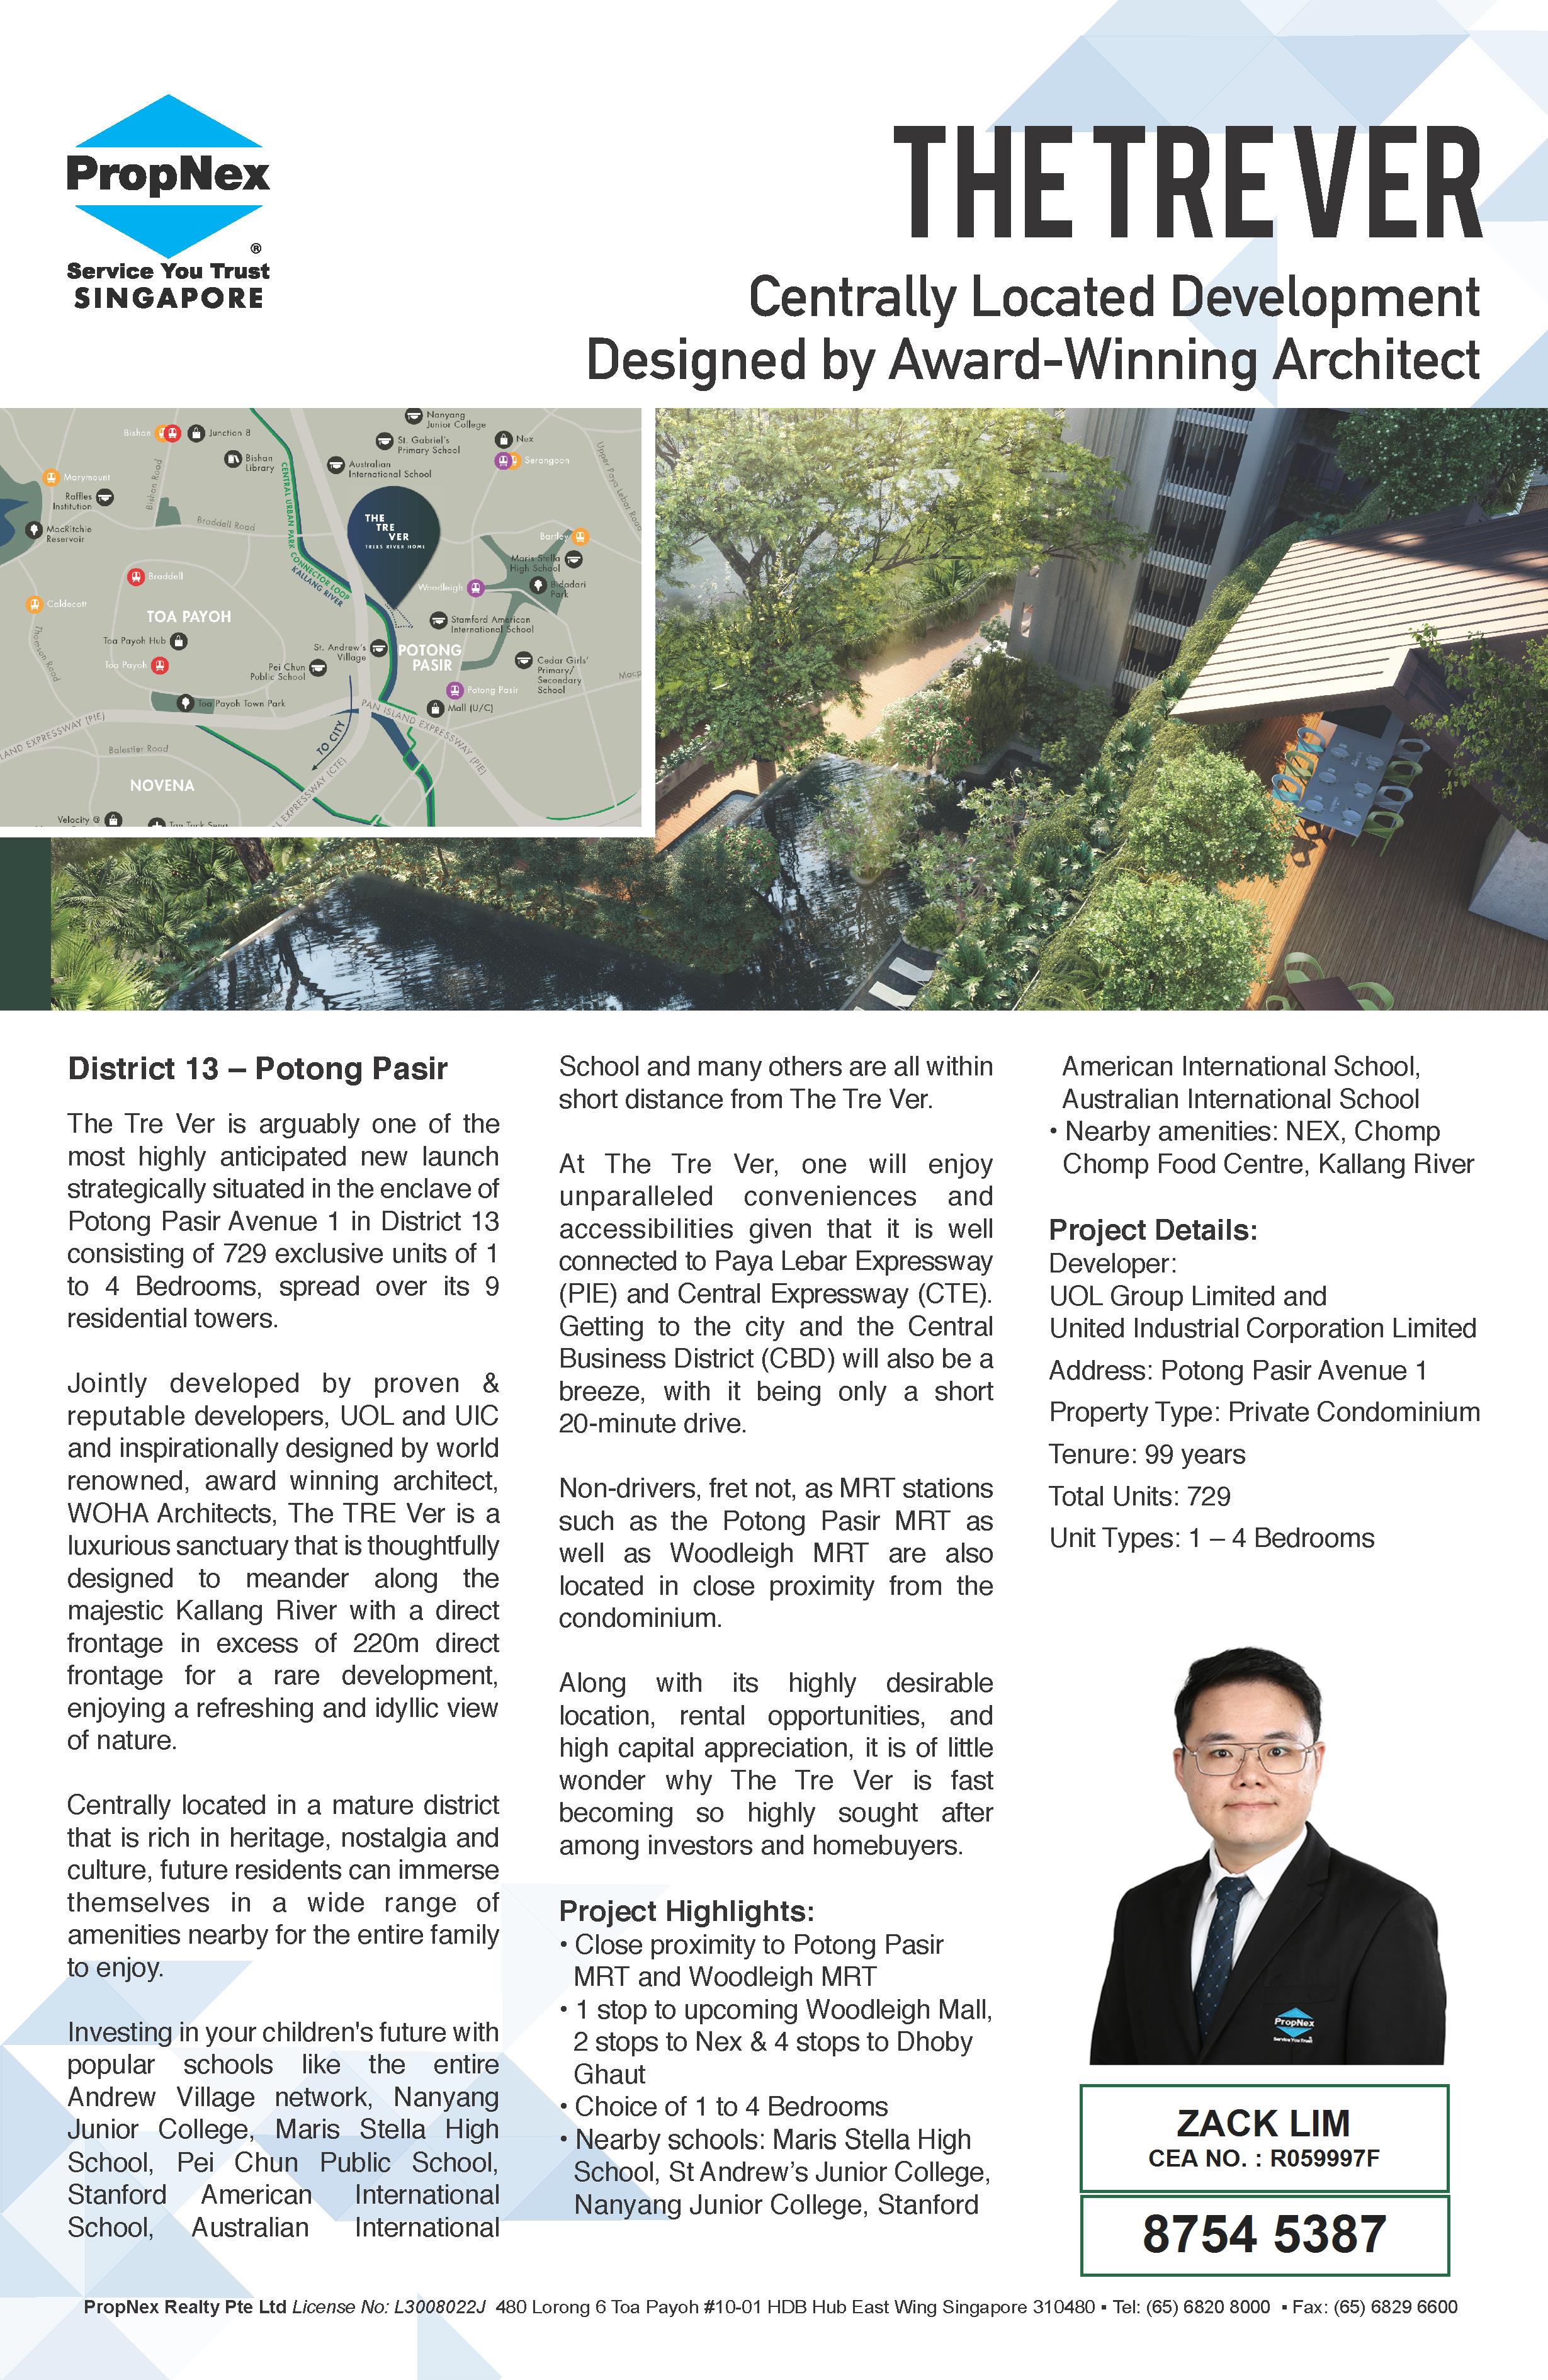 PropNex
®
Service You Trust
SINGAPORE
THE TRE VER
Centrally Located Development
Designed by Award-Winning Architect
Bishan
Junction 8
Bishan
Library
Nanyang
Junior College
St. Gabriel's
Primary School
Nex
Serangoon
Australian
International School
Upper Paya Lebar Road
Marymount
Raffles
Institution
Bishan Road
MacRitchie
Reservoir
Braddell Road
CENTRAL URBAN PARK CONNECTOR LOOP
KALLANG RIVER
THE
TRE
VER
TREES RIVER HOME
Bartley
Maris Stella
High School
Bidadari
Park
Woodleigh
Braddell
Caldecott
TOA PAYOH
Stamford American
International School
Toa Payoh Hub
Thomson Road
Toa Payoh
St. Andrew's
Village
POTONG
PASIR
Pei Chun
Public School
Cedar Girls'
Primary/
Secondary
School
Potong Pasir
Toa Payoh Town Park
Mall (U/C)
LAND EXPRESSWAY (PIE)
PAN ISLAND EXPRESSWAY (PIE)
TO CITY
Balestier Road
EXPRESSWAY (CTE)
NOVENA
Velocity @
District 13 – Potong Pasir
The Tre Ver is arguably one of the
most highly anticipated new launch
strategically situated in the enclave of
Potong Pasir Avenue 1 in District 13
consisting of 729 exclusive units of 1
to 4 Bedrooms, spread over its 9
residential towers.
Jointly developed by proven &
reputable developers, UOL and UIC
and inspirationally designed by world
renowned, award winning architect,
WOHA Architects, The TRE Ver is a
luxurious sanctuary that is thoughtfully
designed to meander along the
majestic Kallang River with a direct
frontage in excess of 220m direct
frontage for a rare development,
enjoying a refreshing and idyllic view
of nature.
Centrally located in a mature district
that is rich in heritage, nostalgia and
culture, future residents can immerse
themselves in a wide range of
amenities nearby for the entire family
to enjoy.
Investing in your children's future with
popular schools like the entire
Andrew Village network, Nanyang
Junior College, Maris Stella High
School, Pei Chun Public School,
Stanford American International
School, Australian International
School and many others are all within
short distance from The Tre Ver.
At The Tre Ver, one will enjoy
unparalleled conveniences and
accessibilities given that it is well
connected to Paya Lebar Expressway
(PIE) and Central Expressway (CTE).
Getting to the city and the Central
Business District (CBD) will also be a
breeze, with it being only a short
20-minute drive.
Non-drivers, fret not, as MRT stations
such as the Potong Pasir MRT as
well as Woodleigh MRT are also
located in close proximity from the
condominium.
Along with its highly desirable
location, rental opportunities, and
high capital appreciation, it is of little
wonder why The Tre Ver is fast
becoming so highly sought after
among investors and homebuyers.
Project Highlights:
• Close proximity to Potong Pasir
MRT and Woodleigh MRT
• 1 stop to upcoming Woodleigh Mall,
2 stops to Nex & 4 stops to Dhoby
Ghaut
• Choice of 1 to 4 Bedrooms
• Nearby schools: Maris Stella High
School, St Andrew's Junior College,
Nanyang Junior College, Stanford
American International School,
Australian International School
• Nearby amenities: NEX, Chomp
Chomp Food Centre, Kallang River
Project Details:
Developer:
UOL Group Limited and
United Industrial Corporation Limited
Address: Potong Pasir Avenue 1
Property Type: Private Condominium
Tenure: 99 years
Total Units: 729
Unit Types: 1 – 4 Bedrooms
PropNex
Service You Trust
ZACK LIM
CEA NO. : R059997F
8754 5387
PropNex Realty Pte Ltd License No: L3008022J 480 Lorong 6 Toa Payoh #10-01 HDB Hub East Wing Singapore 310480 ▪ Tel: (65) 6820 8000 ▪ Fax: (65) 6829 6600